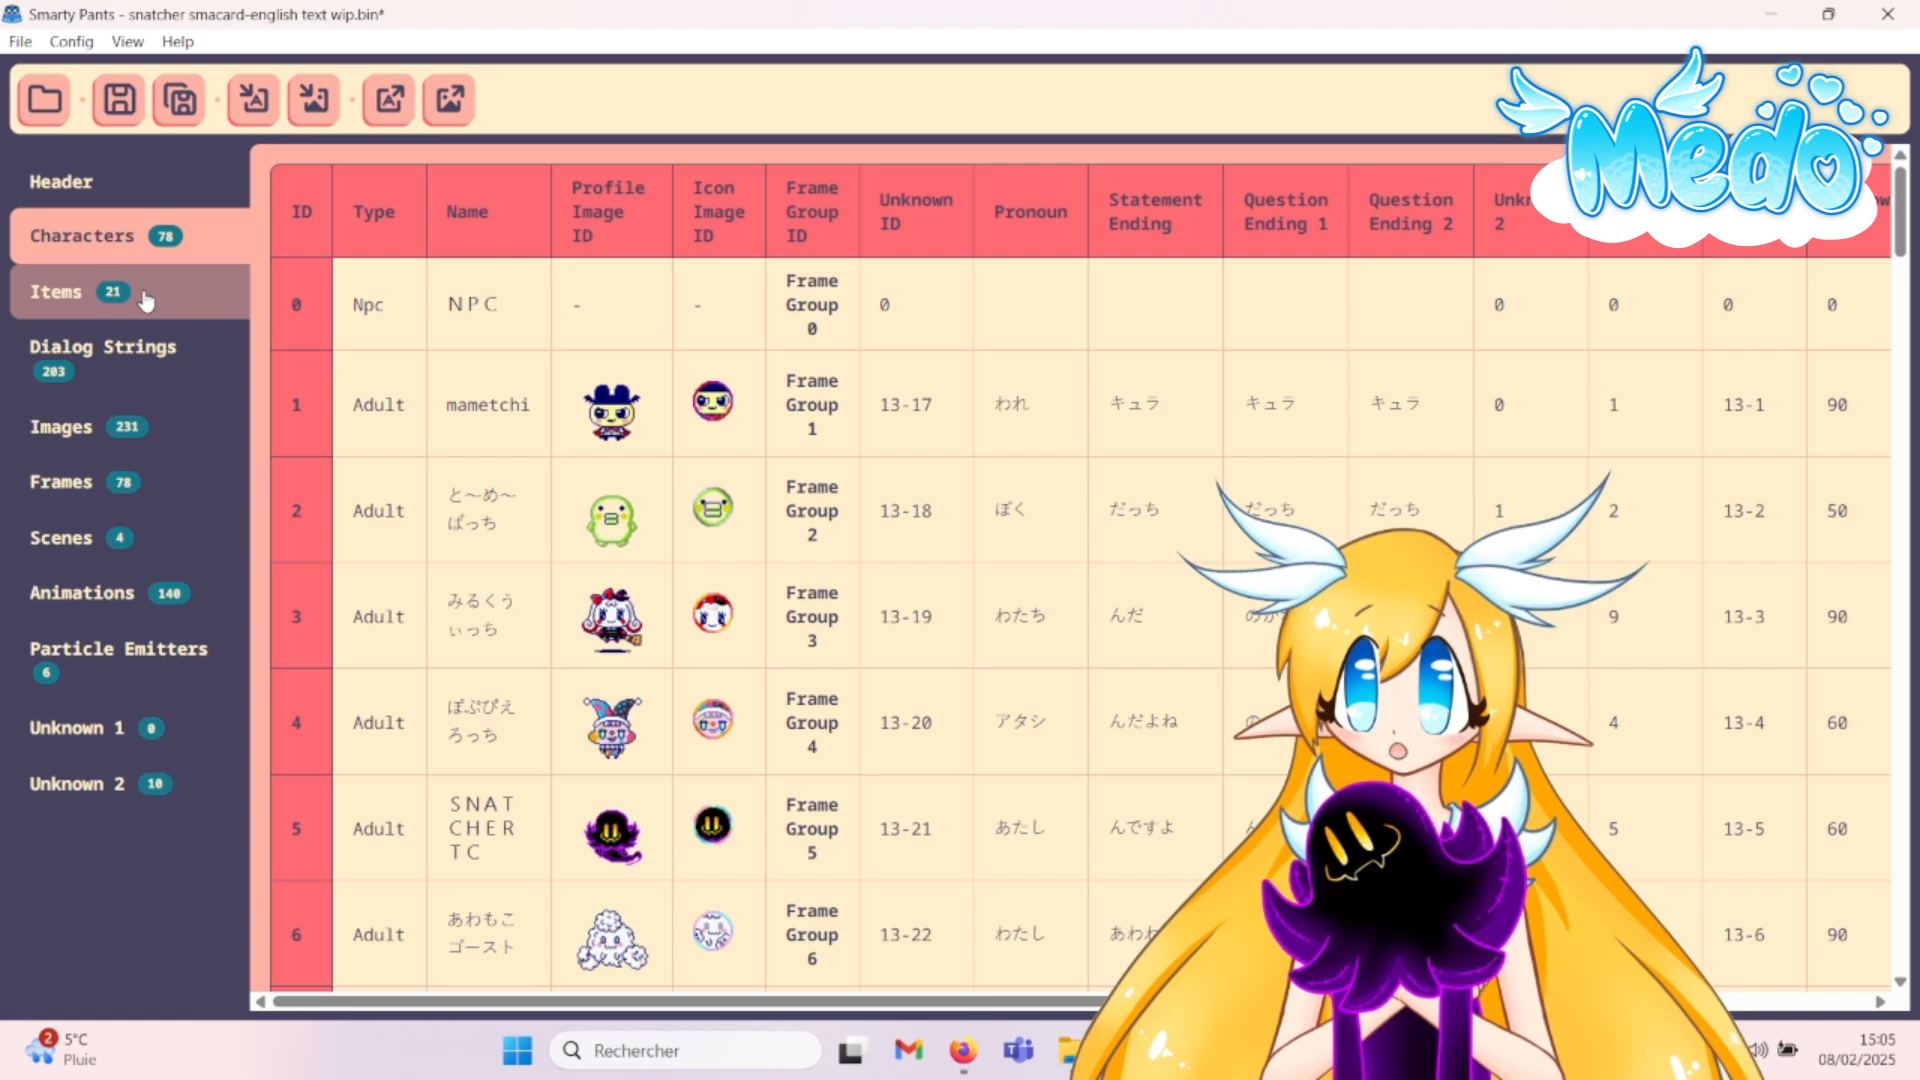 Smarty Pants - snatcher smacard-english text wip.bin*
File Config View Help
Medo
Header
Characters 78
Items 21
Dialog Strings
203
Images 231
Frames 78
Scenes 4
Animations 140
Particle Emitters
6
Unknown 1 0
Unknown 2 10
ID Type Name Profile Image ID Icon Image ID Frame Group ID Unknown ID Pronoun Statement Ending Question Ending 1 Question Ending 2
0 Npc NPC - - Frame Group 0 0 0 0 0 0
1 Adult mametchi Frame Group 1 13-17 われ キュラ キュラ キュラ 0 1 13-1 90
2 Adult と〜め〜ぱっち Frame Group 2 13-18 ぼく だっち だっち だっち 1 2 13-2 50
3 Adult みるくぅいっち Frame Group 3 13-19 わたち んだ 9 13-3 90
4 Adult ぽぷぴえろっち Frame Group 4 13-20 アタシ んだよね 4 13-4 60
5 Adult SNATCHERTC Frame Group 5 13-21 あたし んですよ 5 13-5 60
6 Adult あわもこゴースト Frame Group 6 13-22 わたし 13-6 90
2 5°C
Pluie
Rechercher
15:05
08/02/2025